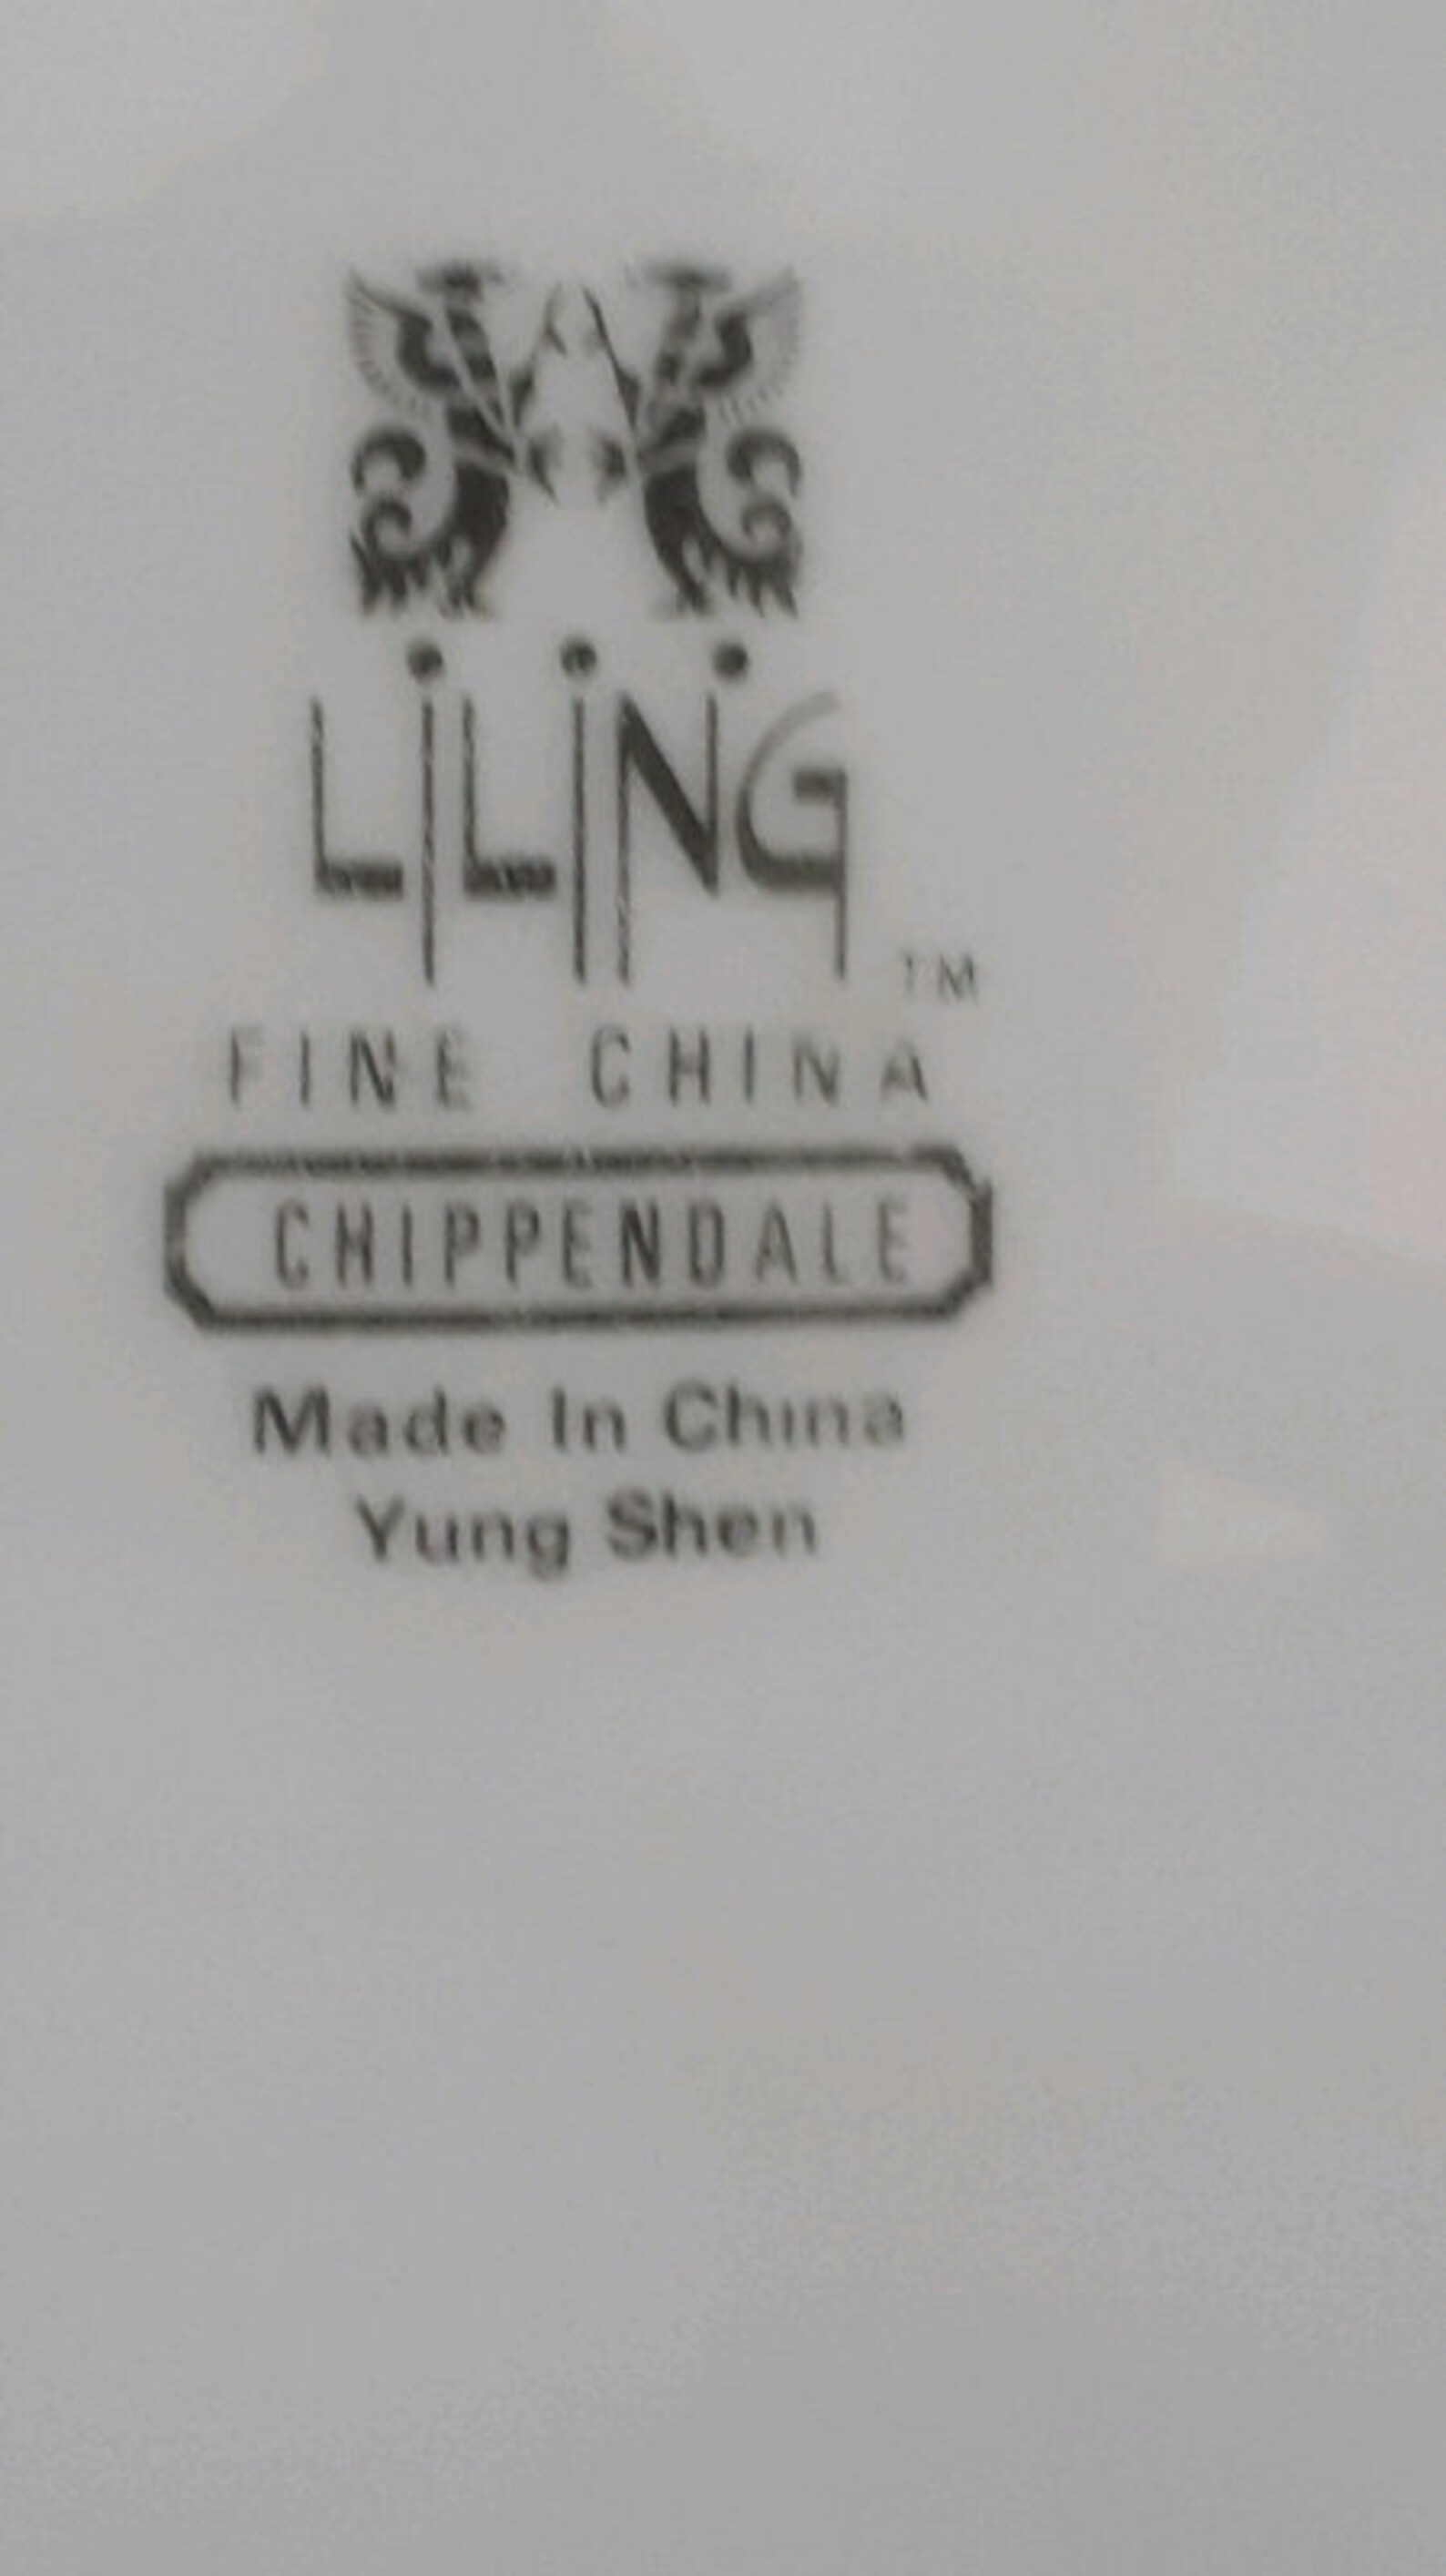 LILING
TM
FINE CHINA
CHIPPENDALE
Made In China
Yung Shen